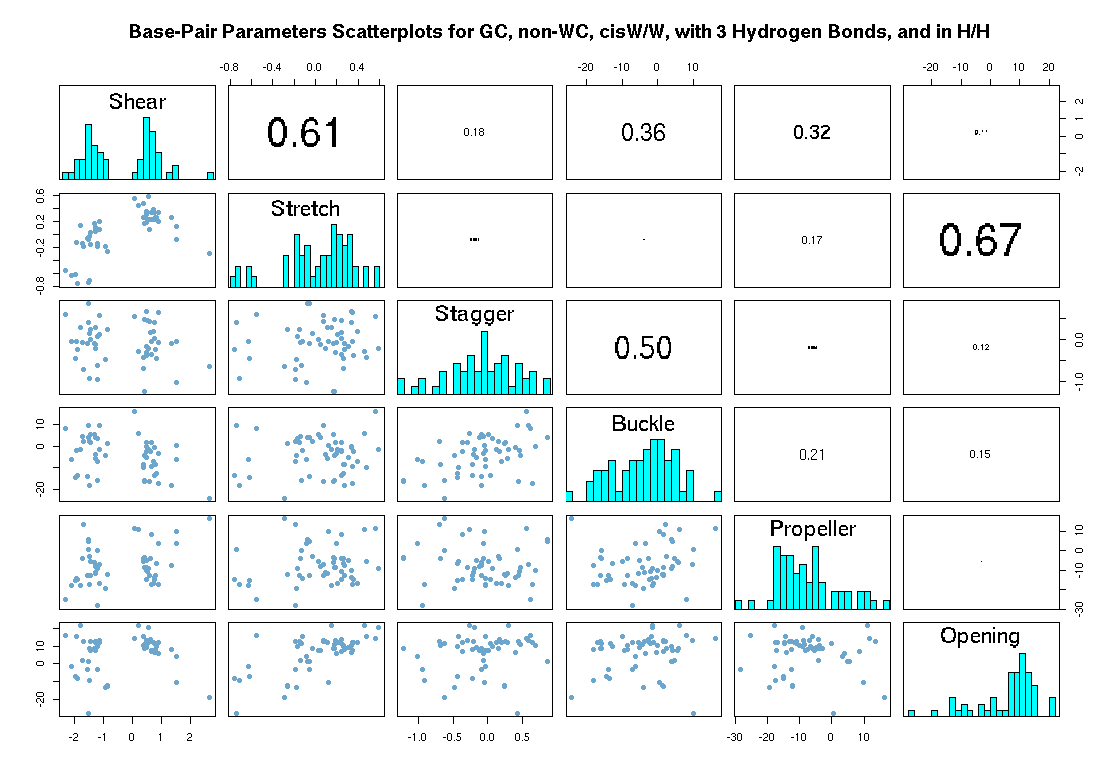 Base-Pair Parameters Scatterplots for GC, non-WC, cisW/W, with 3 Hydrogen Bonds, and in H/H
-0.8 -0.4 0.0 0.4 -20 -10 0 10 -20 -10 0 10 20
Shear 0.61 0.18 0.36 0.32
2 1 0 -2
Stretch 0.17 0.67
0.6 0.2 -0.2 -0.8
Stagger 0.50 0.12
0.0 -1.0
Buckle 0.21 0.15
10 0 -20
Propeller
10 0 -10 -30
Opening
10 0 -20
-2 -1 0 1 2 -1.0 -0.5 0.0 0.5 -30 -20 -10 0 10